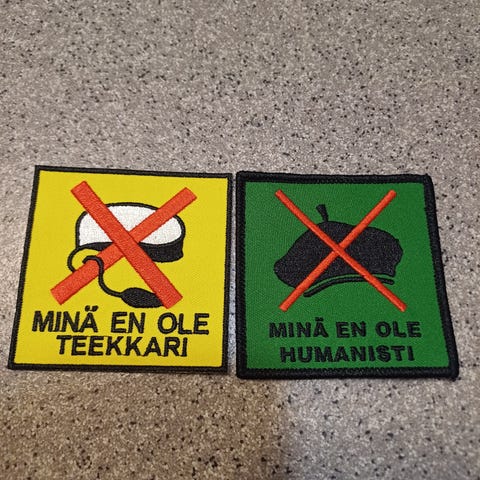 MINÄ EN OLE
TEEKKARI
MINÄ EN OLE
HUMANISTI